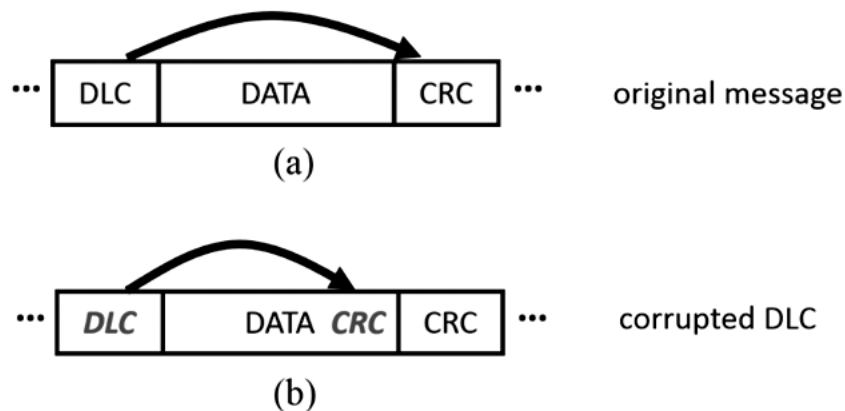 ... DLC DATA CRC ... original message
(a)
... DLC DATA CRC CRC ... corrupted DLC
(b)